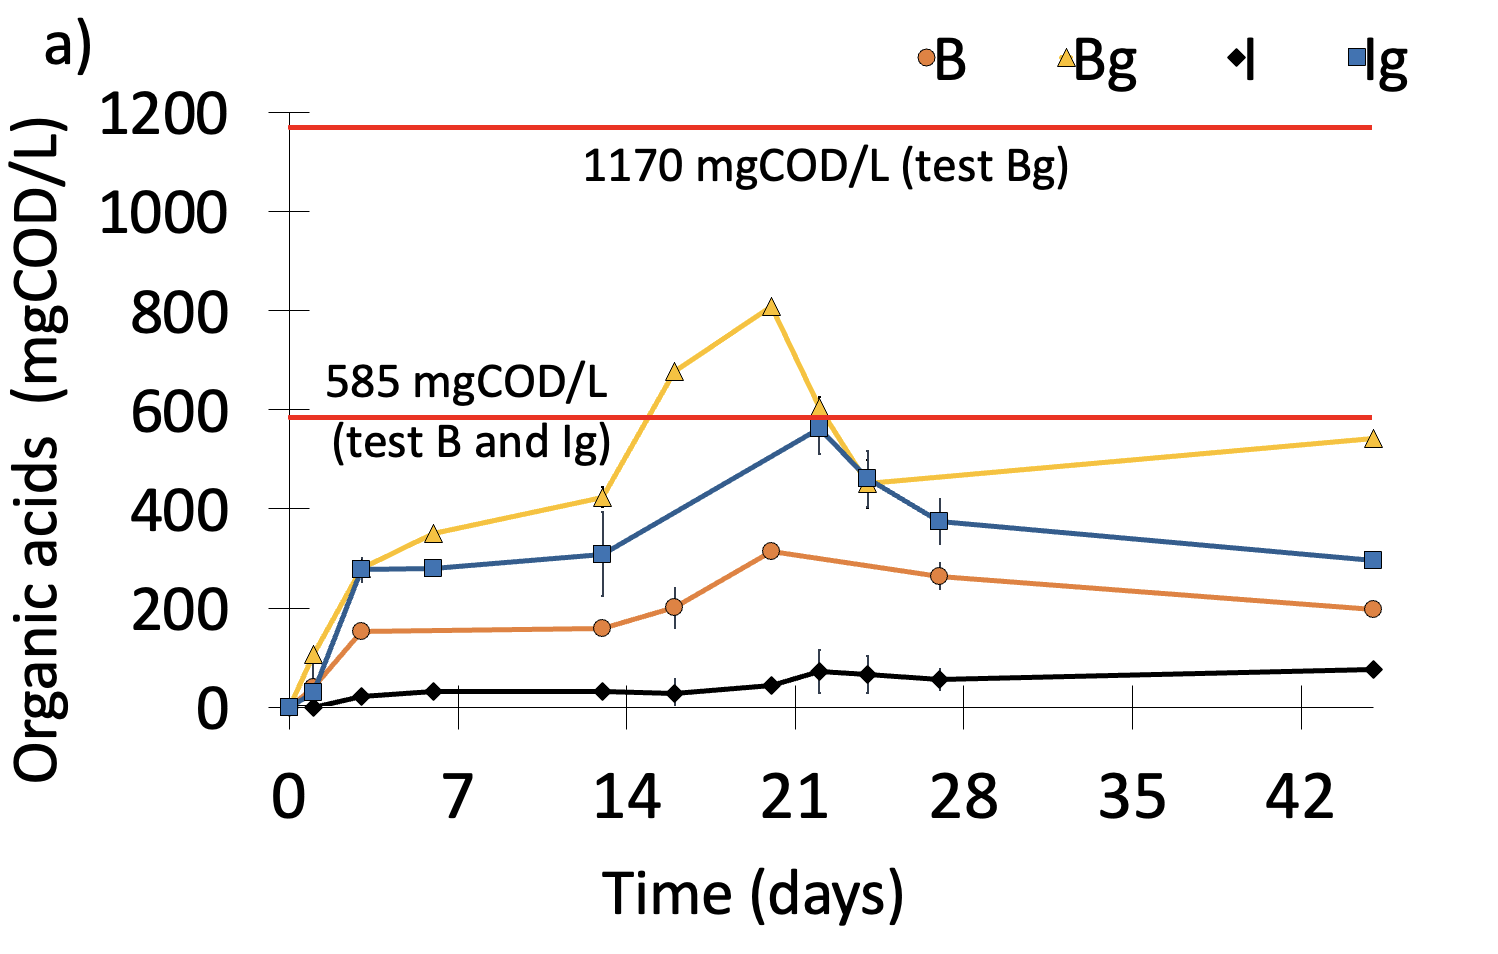 a)
B Bg I Ig
Organic acids (mgCOD/L)
1200
1000
800
600
400
200
0
1170 mgCOD/L (test Bg)
585 mgCOD/L
(test B and Ig)
0 7 14 21 28 35 42
Time (days)